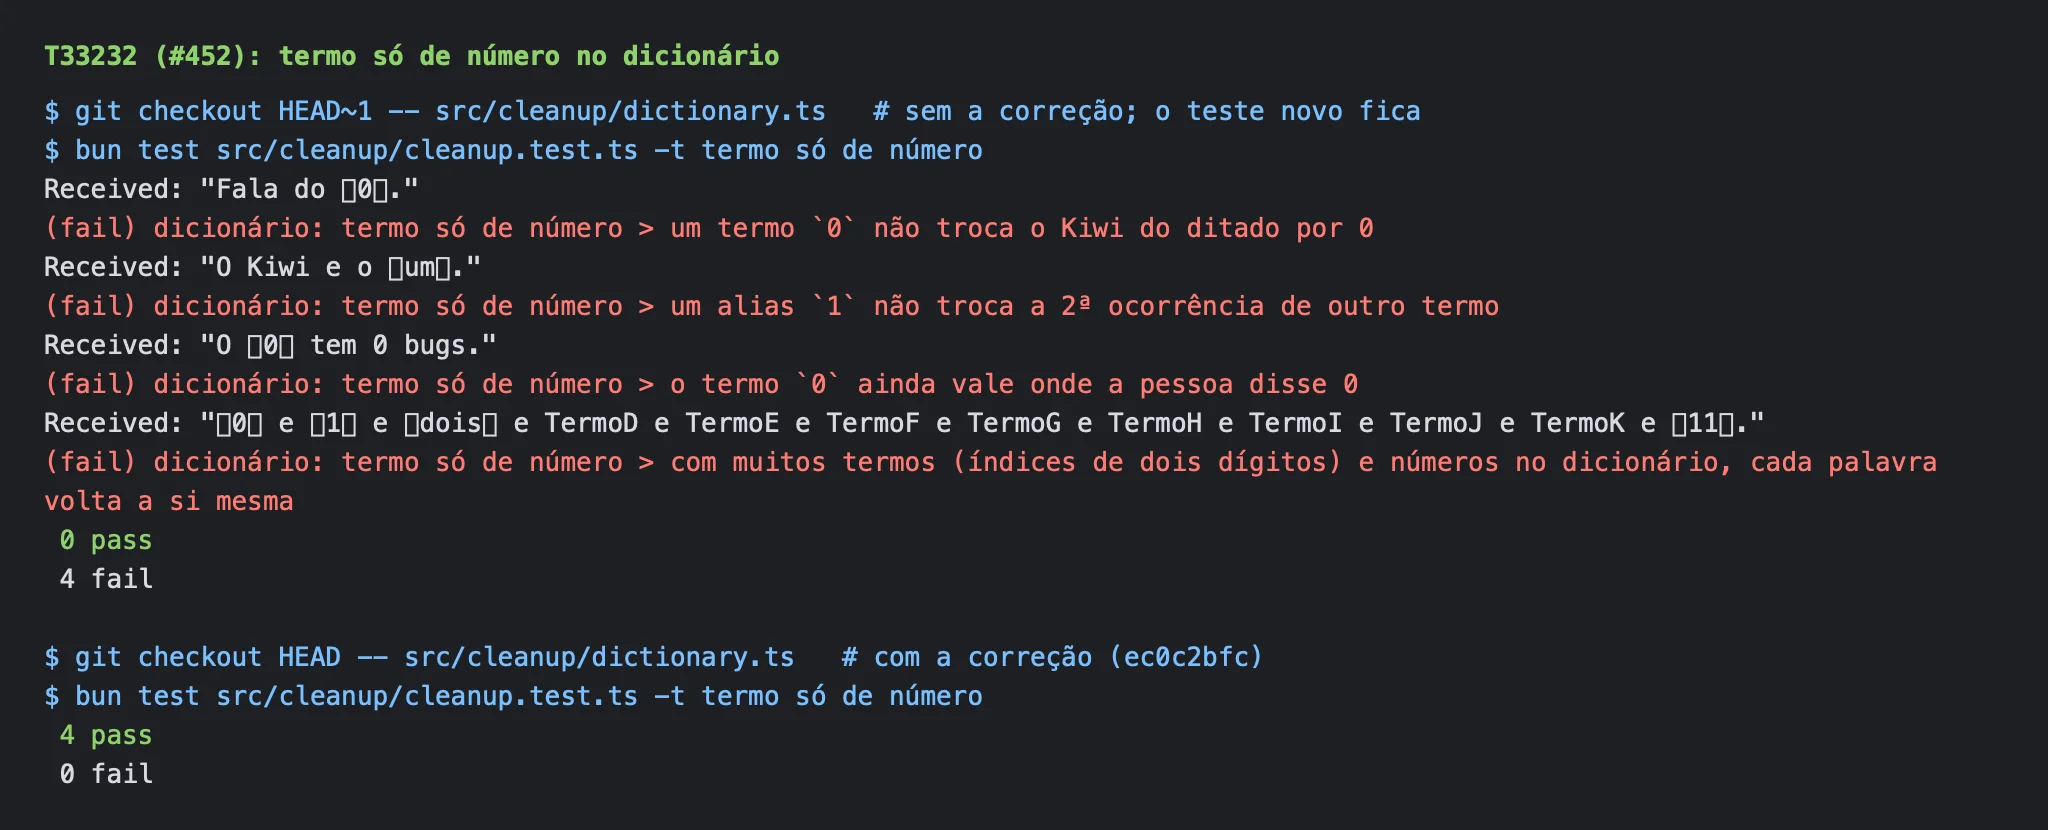 T33232 (#452): termo só de número no dicionário
$ git checkout HEAD~1 -- src/cleanup/dictionary.ts   # sem a correção; o teste novo fica
$ bun test src/cleanup/cleanup.test.ts -t termo só de número
Received: "Fala do 0."
(fail) dicionário: termo só de número > um termo `0` não troca o Kiwi do ditado por 0
Received: "O Kiwi e o um."
(fail) dicionário: termo só de número > um alias `1` não troca a 2ª ocorrência de outro termo
Received: "O 0 tem 0 bugs."
(fail) dicionário: termo só de número > o termo `0` ainda vale onde a pessoa disse 0
Received: "0 e 1 e dois e TermoD e TermoE e TermoF e TermoG e TermoH e TermoI e TermoJ e TermoK e 11."
(fail) dicionário: termo só de número > com muitos termos (índices de dois dígitos) e números no dicionário, cada palavra
volta a si mesma
0 pass
4 fail
$ git checkout HEAD -- src/cleanup/dictionary.ts   # com a correção (ec0c2bfc)
$ bun test src/cleanup/cleanup.test.ts -t termo só de número
4 pass
0 fail